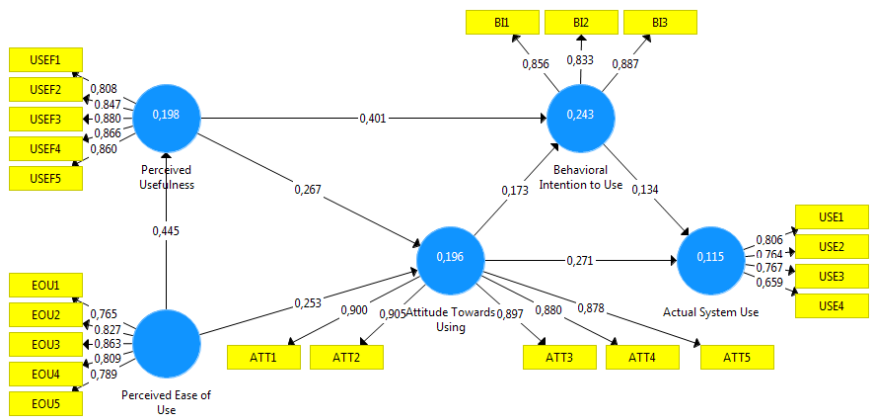 BI1
BI2
BI3
0,856
0,833
0,887
USEF1
USEF2
USEF3
USEF4
USEF5
0,808
0,847
0,880
0,866
0,860
0,198
Perceived
Usefulness
0,401
0,243
Behavioral
Intention to Use
0,267
0,173
0,134
0,445
0,196
Attitude Towards
Using
0,271
0,115
Actual System Use
0,806
0,764
0,767
0,659
USE1
USE2
USE3
USE4
EOU1
EOU2
EOU3
EOU4
EOU5
0,765
0,827
0,863
0,809
0,789
Perceived Ease of
Use
0,253
0,900
0,905
0,897
0,880
0,878
ATT1
ATT2
ATT3
ATT4
ATT5